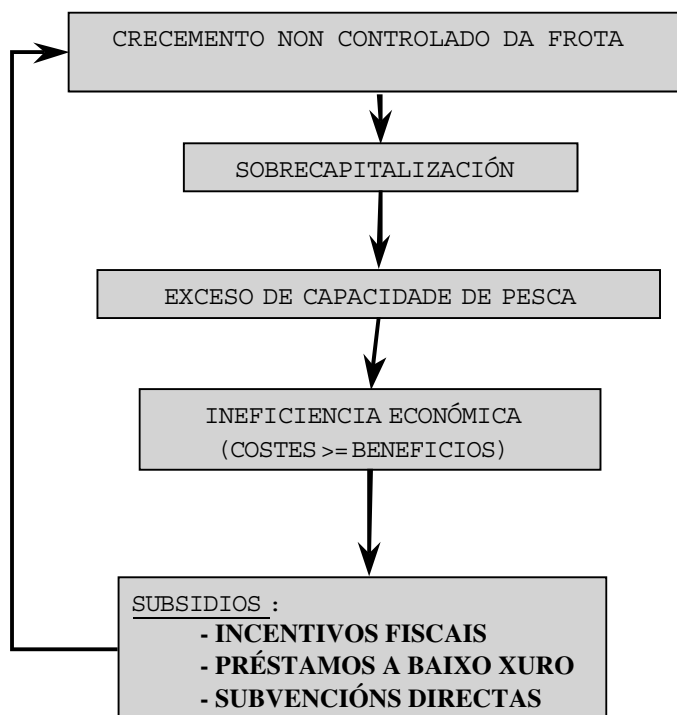 CRECEMENTO NON CONTROLADO DA FROTA
SOBRECAPITALIZACIÓN
EXCESO DE CAPACIDADE DE PESCA
INEFICIENCIA ECONÓMICA
(COSTES >= BENEFICIOS)
SUBSIDIOS :
- INCENTIVOS FISCAIS
- PRÉSTAMOS A BAIXO XURO
- SUBVENCIÓNS DIRECTAS